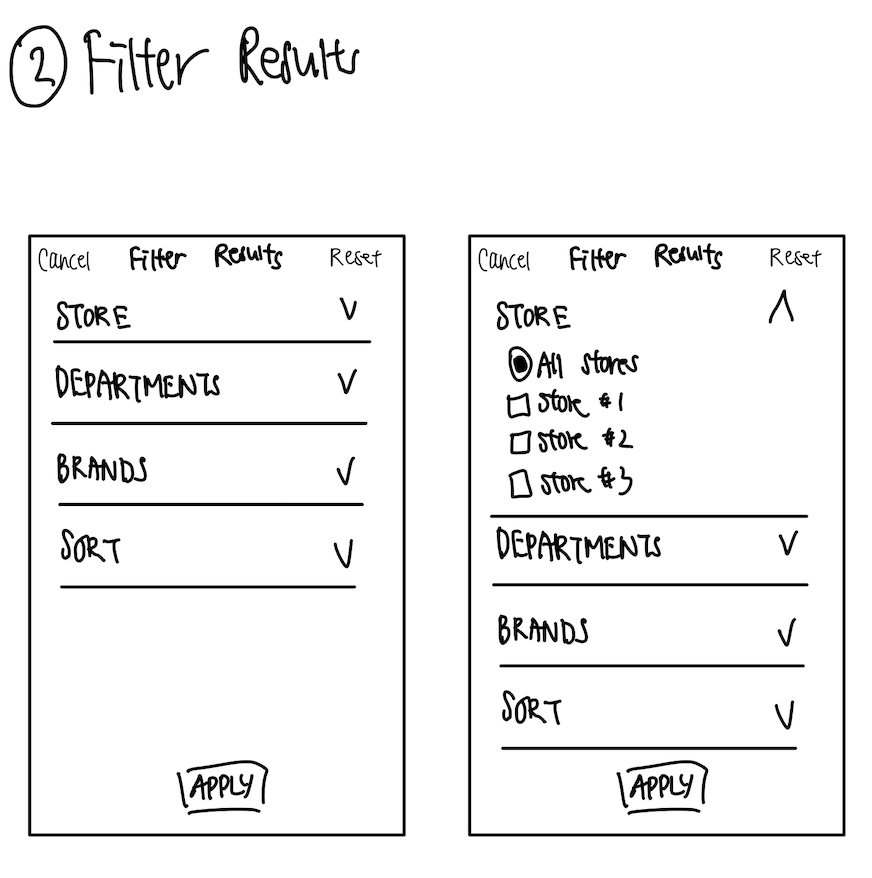 2 Filter Results
Cancel Filter Results Reset
STORE
DEPARTMENTS
BRANDS
SORT
APPLY
Cancel Filter Results Reset
STORE
All stores
Store #1
Store #2
Store #3
DEPARTMENTS
BRANDS
SORT
APPLY